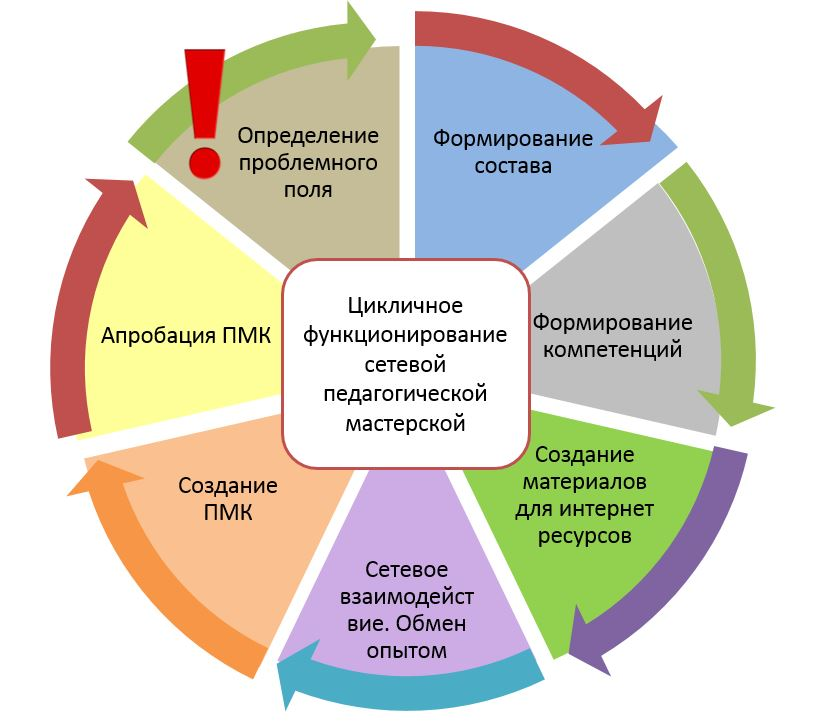 Определение
проблемного
поля
Формирование
состава
Формирование
компетенций
Создание
материалов
для интернет
ресурсов
Сетевое
взаимодейст
вие. Обмен
опытом
Создание
ПМК
Апробация ПМК
Цикличное
функционирование
сетевой
педагогической
мастерской